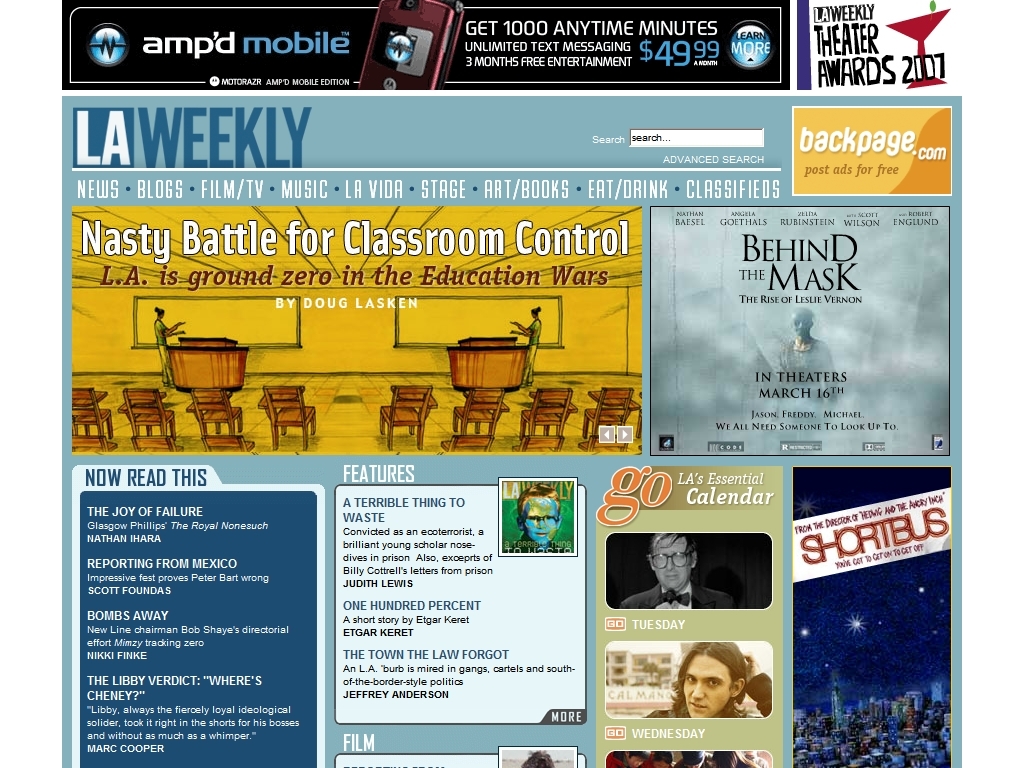 amp'd mobile™
MOTORAZR AMP'D MOBILE EDITION
GET 1000 ANYTIME MINUTES
UNLIMITED TEXT MESSAGING
3 MONTHS FREE ENTERTAINMENT
$49.99 A MONTH
LEARN MORE
LA WEEKLY
THEATER
AWARDS 2007
LA WEEKLY
Search search...
ADVANCED SEARCH
backpage.com
post ads for free
NEWS • BLOGS • FILM/TV • MUSIC • LA VIDA • STAGE • ART/BOOKS • EAT/DRINK • CLASSIFIEDS
Nasty Battle for Classroom Control
L.A. is ground zero in the Education Wars
BY DOUG LASKEN
NATHAN BAESEL ANGELA GOETHALS ZELDA RUBINSTEIN WITH SCOTT WILSON AND ROBERT ENGLUND
BEHIND
THE MASK
THE RISE OF LESLIE VERNON
IN THEATERS
MARCH 16TH
JASON. FREDDY. MICHAEL.
WE ALL NEED SOMEONE TO LOOK UP TO.
NOW READ THIS
THE JOY OF FAILURE
Glasgow Phillips' The Royal Nonesuch
NATHAN IHARA
REPORTING FROM MEXICO
Impressive fest proves Peter Bart wrong
SCOTT FOUNDAS
BOMBS AWAY
New Line chairman Bob Shaye's directorial
effort Mimzy tracking zero
NIKKI FINKE
THE LIBBY VERDICT: "WHERE'S
CHENEY?"
"Libby, always the fiercely loyal ideological
solider, took it right in the shorts for his bosses
and without as much as a whimper."
MARC COOPER
FEATURES
A TERRIBLE THING TO
WASTE
Convicted as an ecoterrorist, a
brilliant young scholar nose-
dives in prison Also, exceprts of
Billy Cottrell's letters from prison
JUDITH LEWIS
LA WEEKLY
A TERRIBLE THING
TO WASTE
ONE HUNDRED PERCENT
A short story by Etgar Keret
ETGAR KERET
THE TOWN THE LAW FORGOT
An L.A. 'burb is mired in gangs, cartels and south-
of-the-border-style politics
JEFFREY ANDERSON
MORE
FILM
REPORTING FROM
go
LA's Essential
Calendar
GO TUESDAY
GO WEDNESDAY
FROM THE DIRECTOR OF "HEDWIG AND THE ANGRY INCH"
SHORTBUS
YOU'VE GOT TO GET ON TO GET OFF